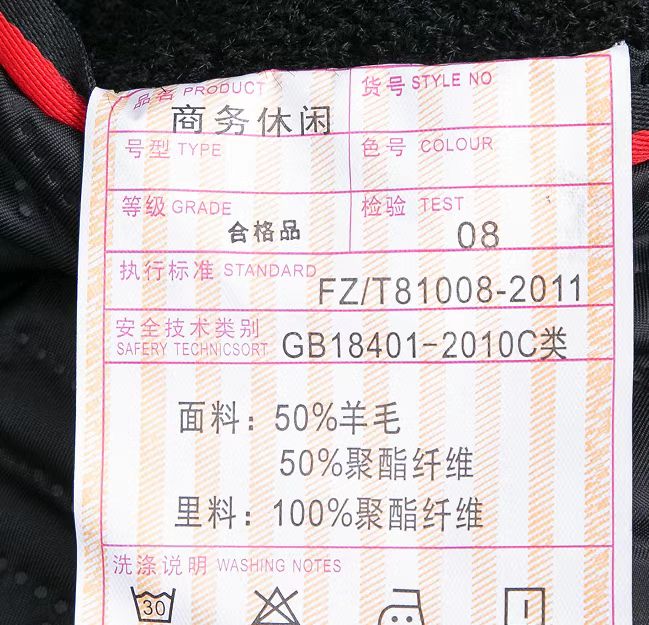 品名 PRODUCT 货号 STYLE NO
商务休闲
号型 TYPE 色号 COLOUR
等级 GRADE 检验 TEST
合格品 08
执行标准 STANDARD FZ/T81008-2011
安全技术类别
SAFERY TECHNICSORT GB18401-2010C类
面料：50%羊毛
50%聚酯纤维
里料：100%聚酯纤维
洗涤说明 WASHING NOTES
30